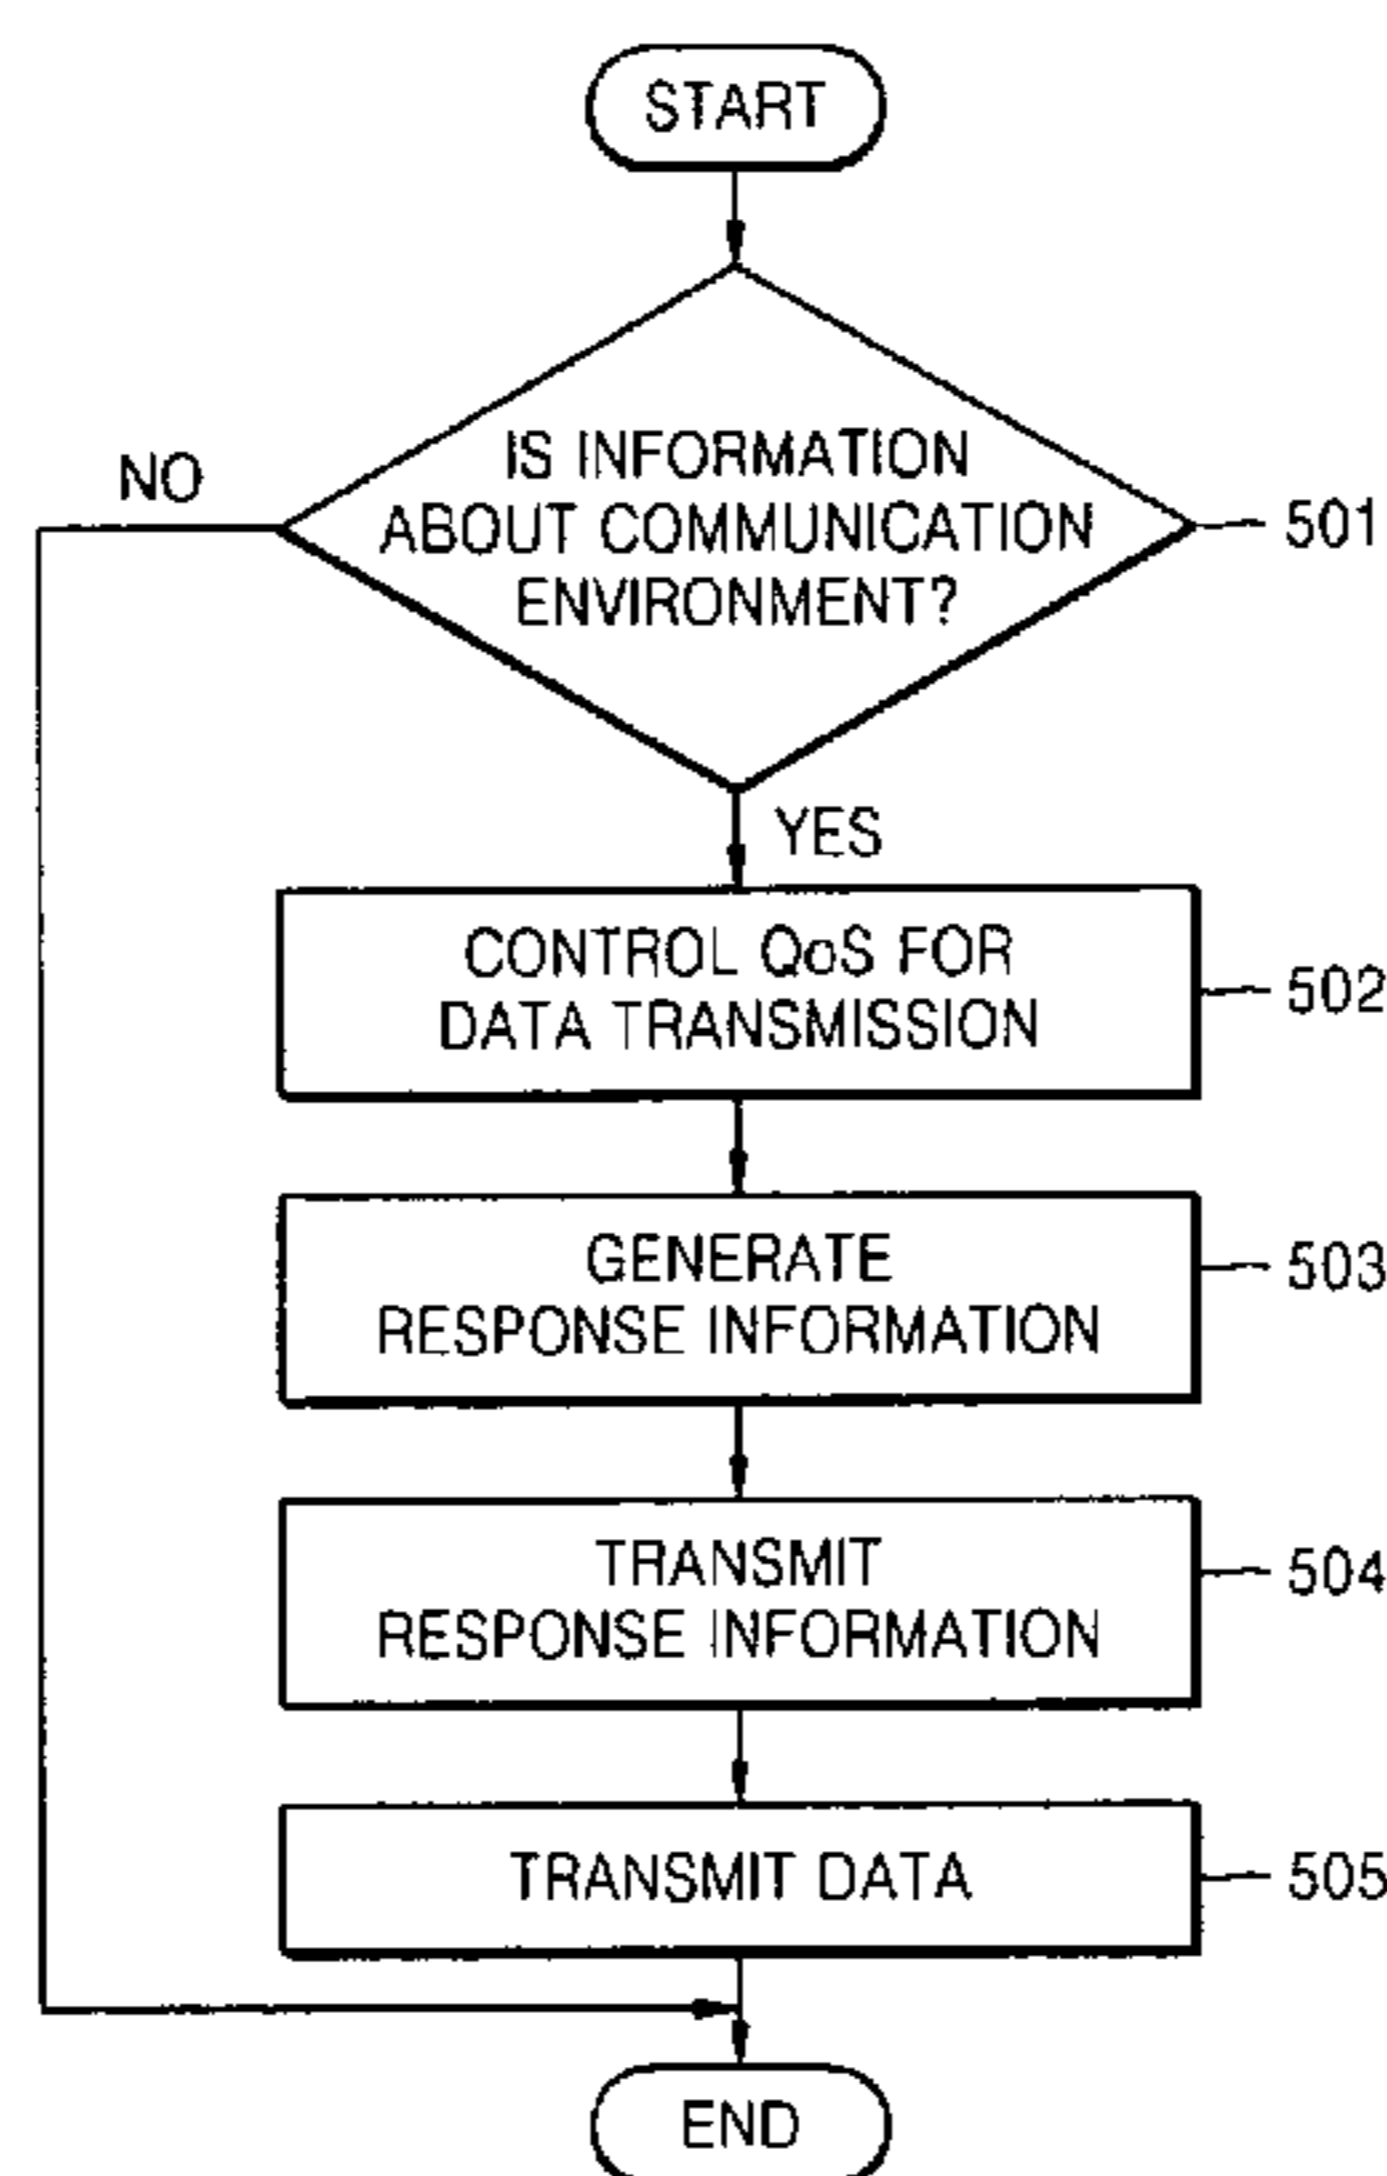 START
IS INFORMATION
ABOUT COMMUNICATION
ENVIRONMENT?
501
NO
YES
CONTROL QoS FOR
DATA TRANSMISSION
502
GENERATE
RESPONSE INFORMATION
503
TRANSMIT
RESPONSE INFORMATION
504
TRANSMIT DATA
505
END